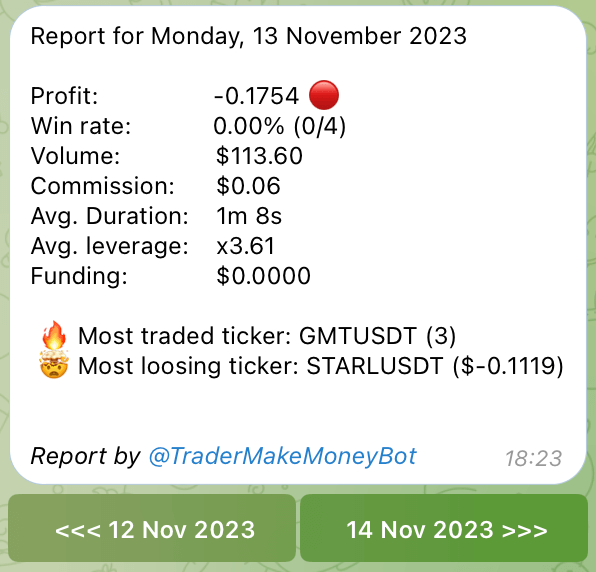 Report for Monday, 13 November 2023
Profit: -0.1754 🔴
Win rate: 0.00% (0/4)
Volume: $113.60
Commission: $0.06
Avg. Duration: 1m 8s
Avg. leverage: x3.61
Funding: $0.0000
🔥 Most traded ticker: GMTUSDT (3)
🤯 Most loosing ticker: STARLUSDT ($-0.1119)
Report by @TraderMakeMoneyBot 18:23
<<< 12 Nov 2023 14 Nov 2023 >>>